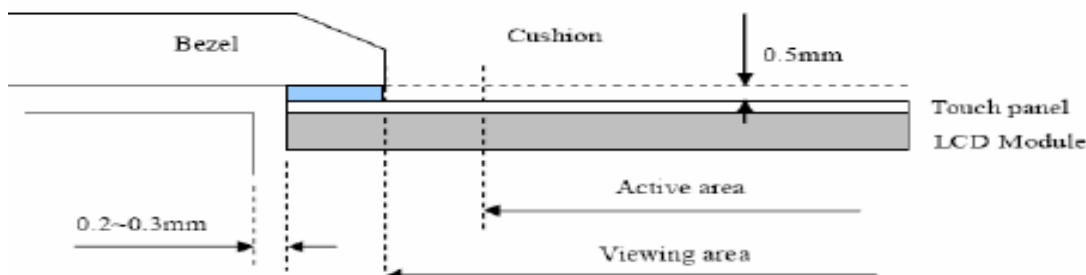 Cushion
Bezel
0.5mm
Touch panel
LCD Module
Active area
0.2~0.3mm
Viewing area